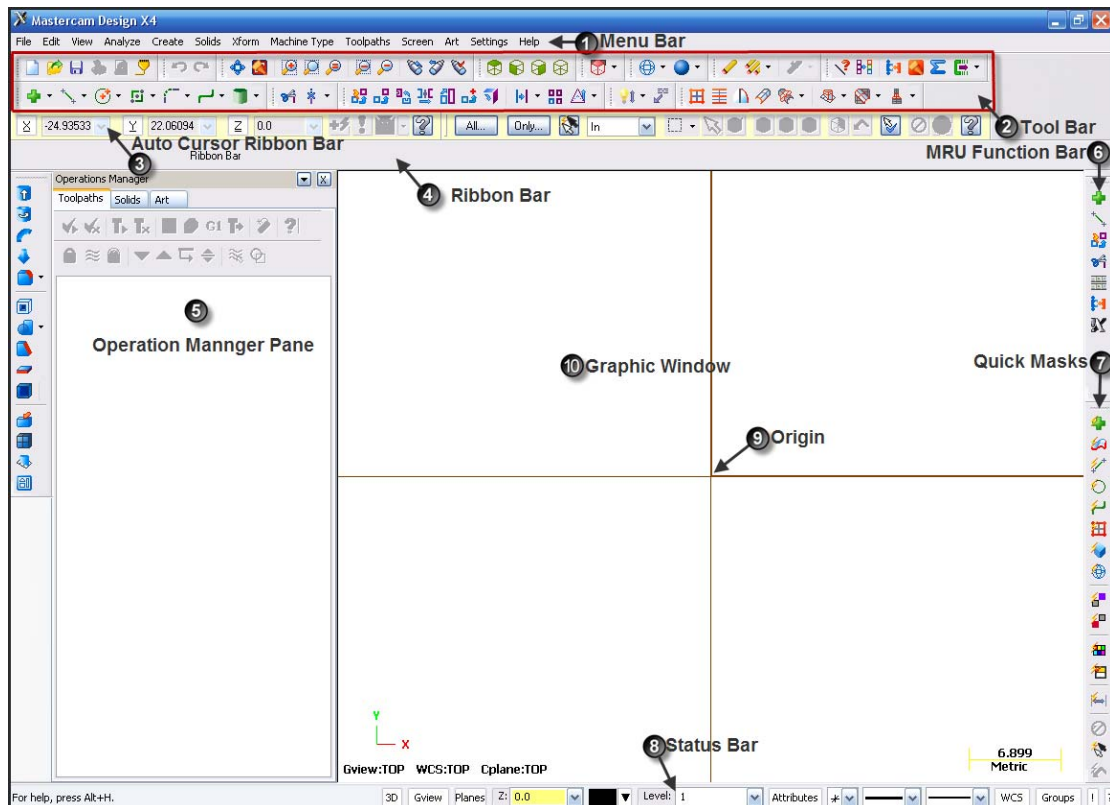 Mastercam Design X4
File Edit View Analyze Create Solids Xform Machine Type Toolpaths Screen Art Settings Help
1 Menu Bar
2 Tool Bar
X -24.93533 Y 22.06094 Z 0.0 All... Only... In
3 Auto Cursor Ribbon Bar
Ribbon Bar
4 Ribbon Bar
MRU Function Bar 6
Operations Manager
Toolpaths Solids Art
G1
5
Operation Mannger Pane
10 Graphic Window
Quick Masks 7
9 Origin
Y
X
8 Status Bar
6.899
Metric
Gview:TOP WCS:TOP Cplane:TOP
For help, press Alt+H.
3D Gview Planes Z: 0.0 Level: 1 Attributes WCS Groups